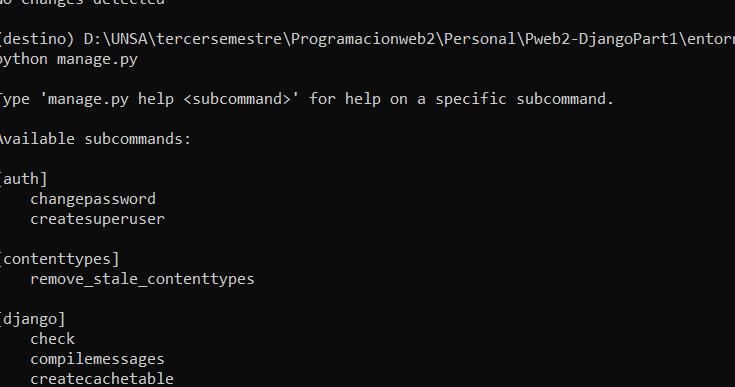 No changes detected
(destino) D:\UNSA\tercersemestre\Programacionweb2\Personal\Pweb2-DjangoPart1\entor
python manage.py
Type 'manage.py help <subcommand>' for help on a specific subcommand.
Available subcommands:
[auth]
changepassword
createsuperuser
[contenttypes]
remove_stale_contenttypes
[django]
check
compilemessages
createcachetable